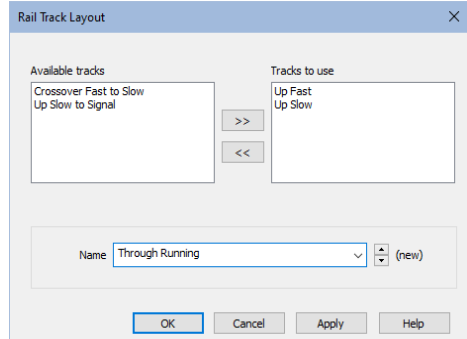 Rail Track Layout
Available tracks
Crossover Fast to Slow
Up Slow to Signal
>>
<<
Tracks to use
Up Fast
Up Slow
Name
Through Running
(new)
OK
Cancel
Apply
Help